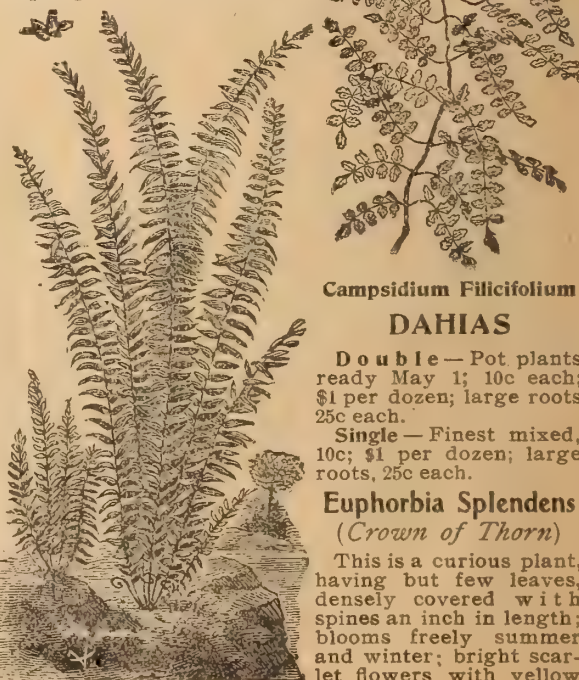 Campsidium Filicifolium
DAHIAS
Double — Pot plants
ready May 1; 10c each;
$1 per dozen; large roots
25c each.
Single — Finest mixed,
10c; $1 per dozen; large
roots, 25c each.
Euphorbia Splendens
(Crown of Thorn)
This is a curious plant,
having but few leaves,
densely covered with
spines an inch in length;
blooms freely summer
and winter; bright scar-
let flowers with yellow